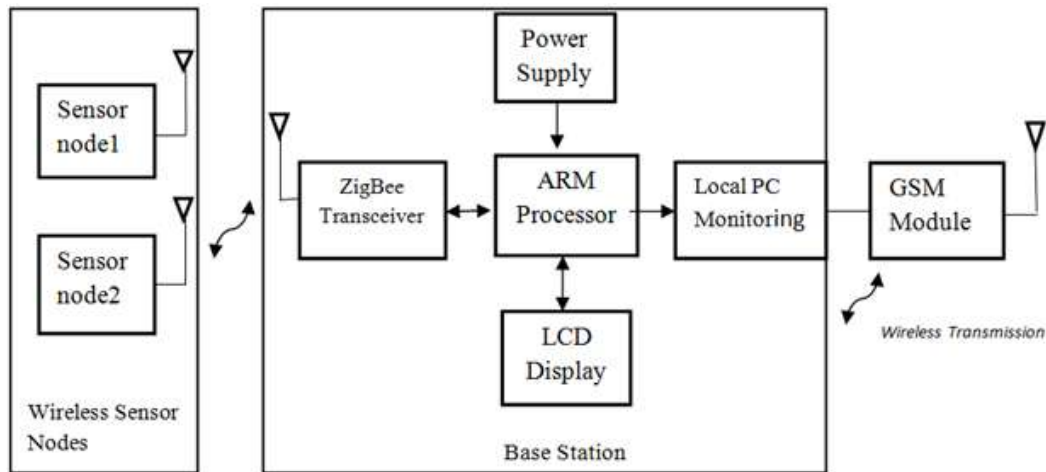 Sensor
node1
Sensor
node2
Wireless Sensor
Nodes
Power
Supply
ZigBee
Transceiver
ARM
Processor
Local PC
Monitoring
LCD
Display
Base Station
GSM
Module
Wireless Transmission